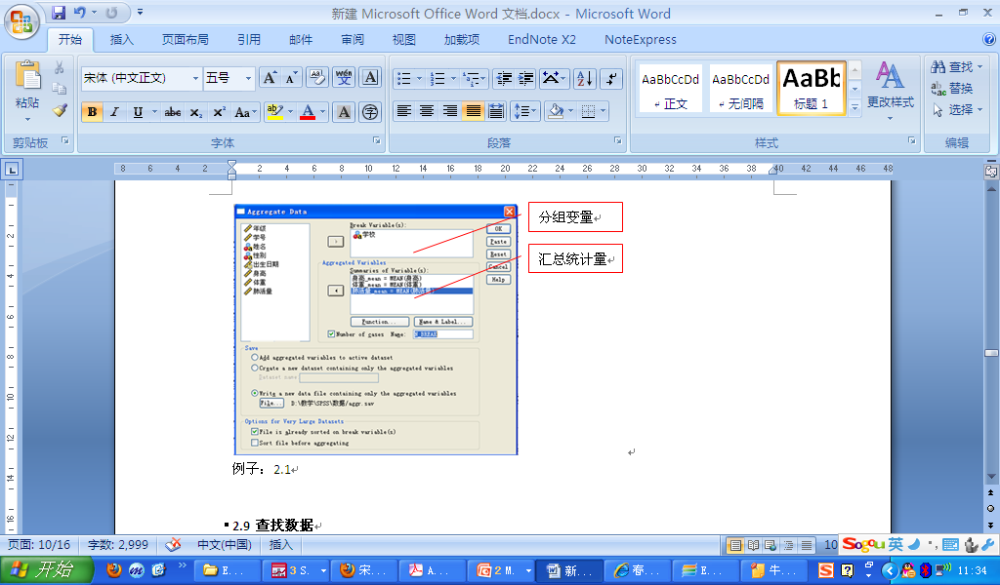 新建 Microsoft Office Word 文档.docx - Microsoft Word
开始 插入 页面布局 引用 邮件 审阅 视图 加载项 EndNote X2 NoteExpress
宋体 (中文正文) 五号
粘贴
AaBbCcDd AaBbCcDd AaBb
正文 无间隔 标题 1
更改样式
查找
替换
选择
剪贴板 字体 段落 样式 编辑
8 6 4 2 2 4 6 8 10 12 14 16 18 20 22 24 26 28 30 32 34 36 38 40 42 44 46 48
Aggregate Data
年级
学号
姓名
性别
出生日期
身高
体重
肺活量
Break Variable(s):
学校
Aggregated Variables
Summaries of Variable(s):
身高_mean = MEAN(身高)
体重_mean = MEAN(体重)
肺活量_mean = MEAN(肺活量)
Function... Name & Label...
Number of cases Name: N_BREAK
OK
Paste
Reset
Cancel
Help
Save
Add aggregated variables to active dataset
Create a new dataset containing only the aggregated variables
Dataset name:
Write a new data file containing only the aggregated variables
File... D:\教学\SPSS\数据/aggr.sav
Options for Very Large Datasets
File is already sorted on break variable(s)
Sort file before aggregating
分组变量
汇总统计量
例子：2.1
2.9 查找数据
页面: 10/16 字数: 2,999 中文(中国) 插入 10
Sogou 英
开始 E... 3 S... 宋... A... 2 M... 新... 春... E... 牛... 11:34